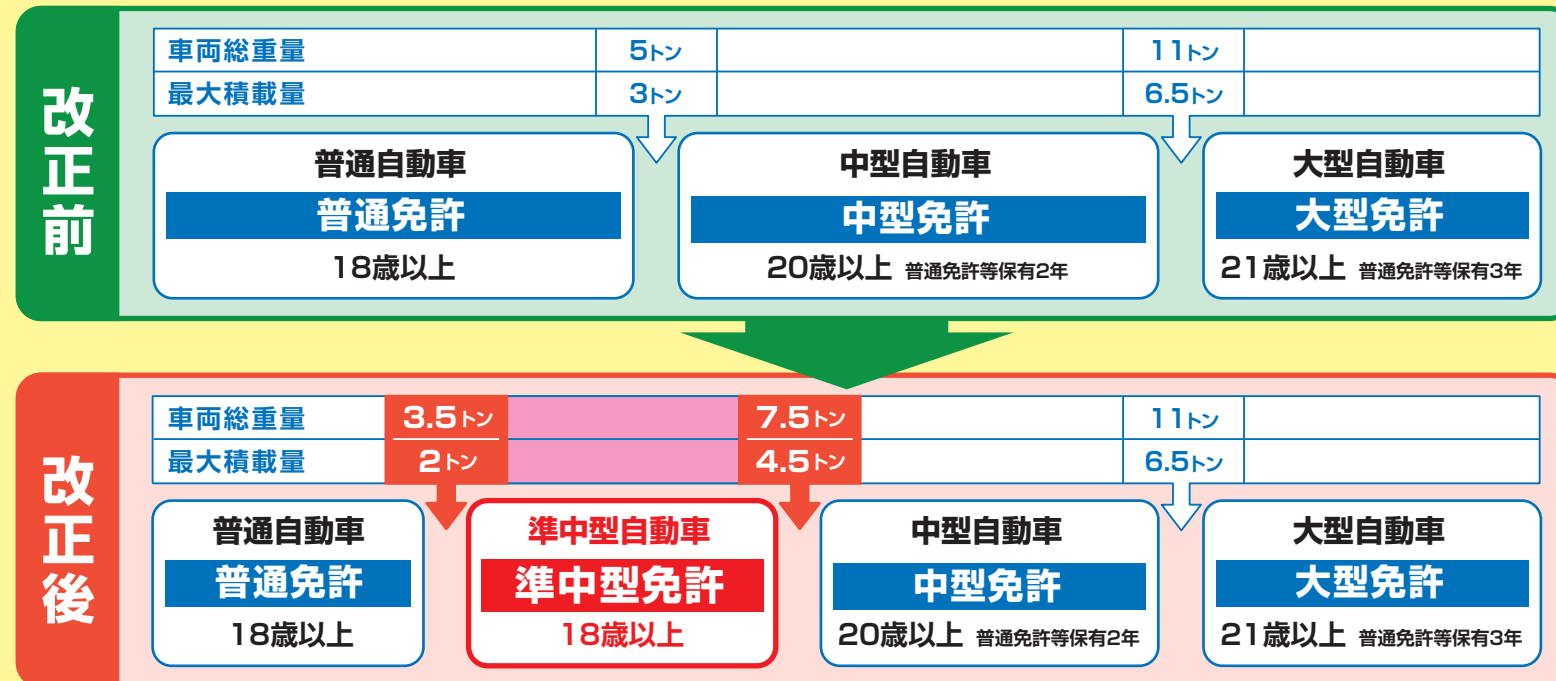 改正前
車両総重量 5トン 11トン
最大積載量 3トン 6.5トン
普通自動車 中型自動車 大型自動車
普通免許 中型免許 大型免許
18歳以上 20歳以上 普通免許等保有2年 21歳以上 普通免許等保有3年
改正後
車両総重量 3.5トン 7.5トン 11トン
最大積載量 2トン 4.5トン 6.5トン
普通自動車 準中型自動車 中型自動車 大型自動車
普通免許 準中型免許 中型免許 大型免許
18歳以上 18歳以上 20歳以上 普通免許等保有2年 21歳以上 普通免許等保有3年